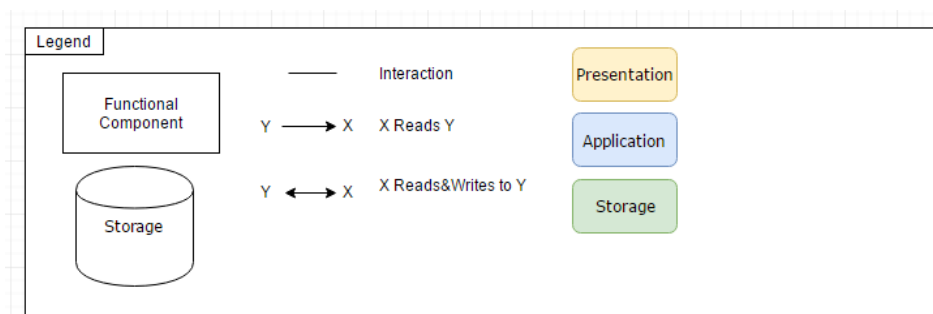 Legend
Functional
Component
Storage
Interaction
Y X X Reads Y
Y X X Reads&Writes to Y
Presentation
Application
Storage